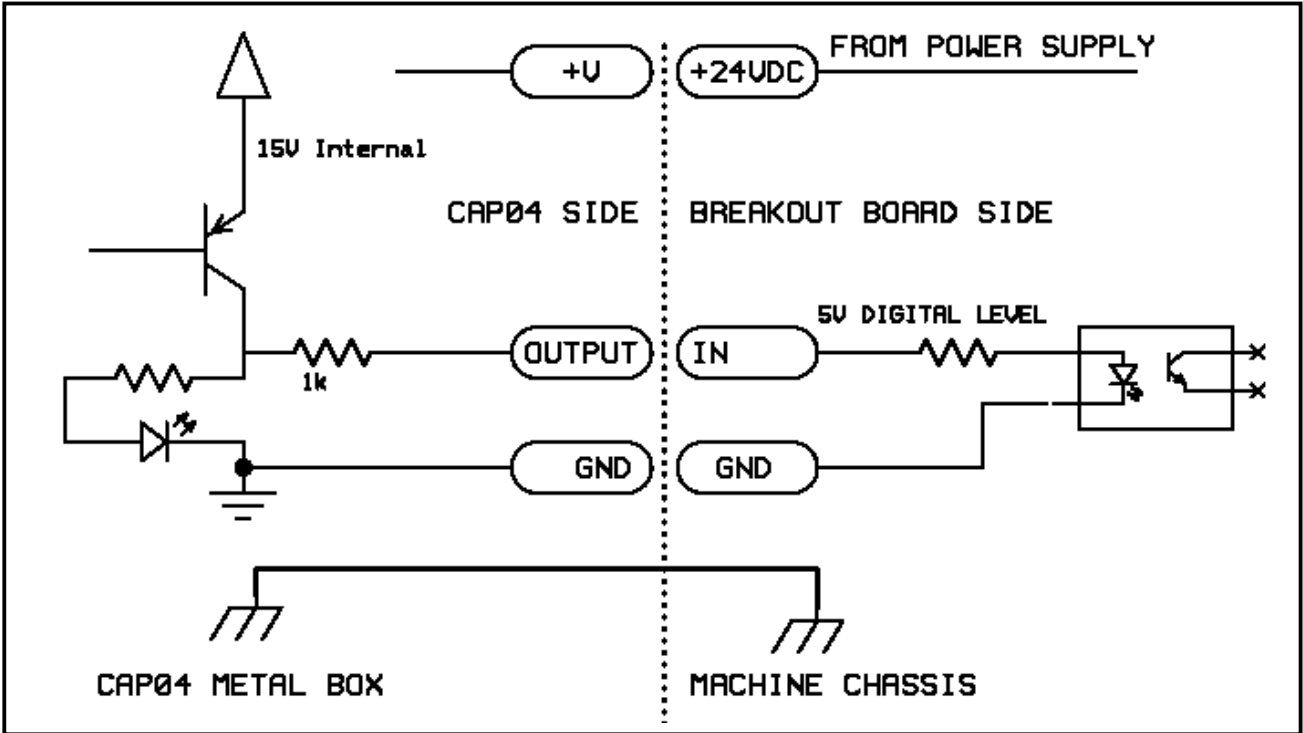 +V
+24VDC
FROM POWER SUPPLY
15V Internal
CAP04 SIDE
BREAKOUT BOARD SIDE
5V DIGITAL LEVEL
OUTPUT
IN
1k
GND
GND
CAP04 METAL BOX
MACHINE CHASSIS